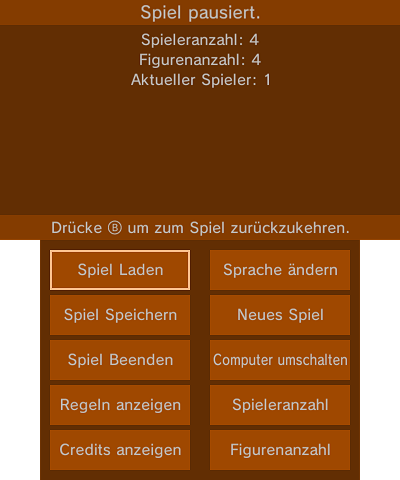 Spiel pausiert.
Spieleranzahl: 4
Figurenanzahl: 4
Aktueller Spieler: 1
Drücke Ⓑ um zum Spiel zurückzukehren.
Spiel Laden
Sprache ändern
Spiel Speichern
Neues Spiel
Spiel Beenden
Computer umschalten
Regeln anzeigen
Spieleranzahl
Credits anzeigen
Figurenanzahl